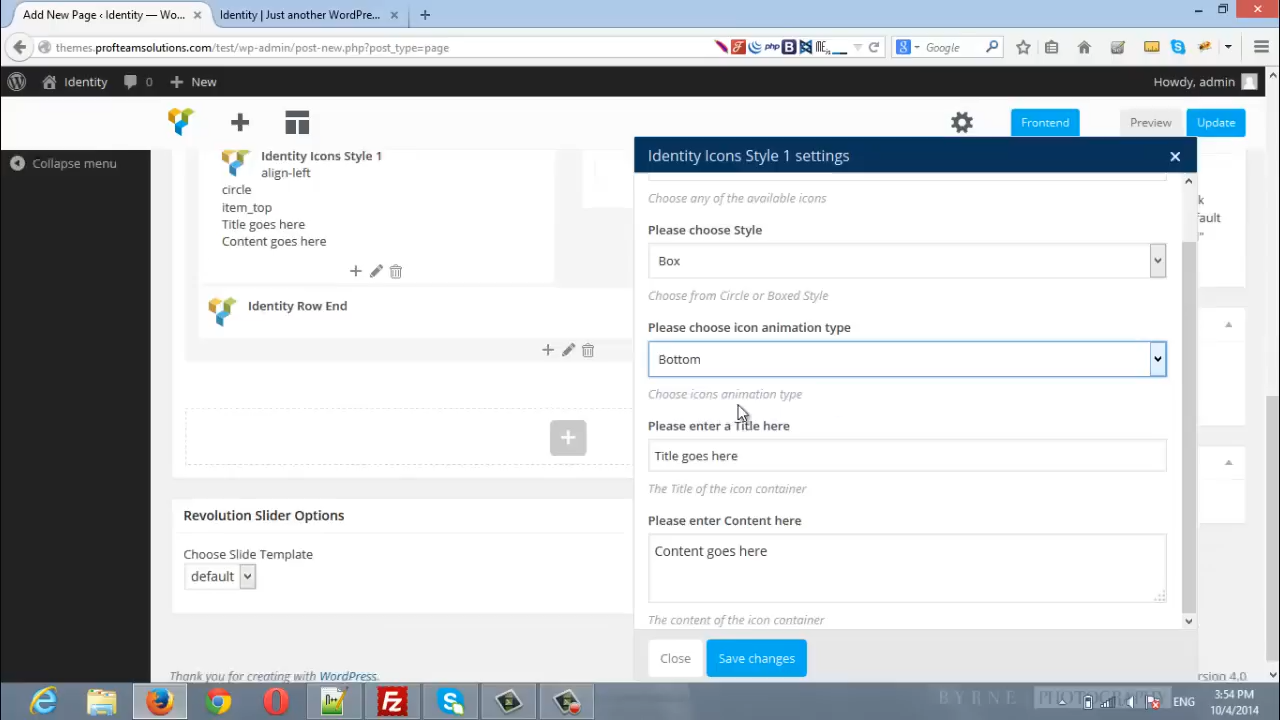 Add New Page ‹ Identity — Wo...
Identity | Just another WordPre...
themes.profteamsolutions.com/test/wp-admin/post-new.php?post_type=page
php
Google
Identity
0
New
Howdy, admin
Frontend
Preview
Update
Collapse menu
Identity Icons Style 1
align-left
circle
item_top
Title goes here
Content goes here
Identity Row End
Revolution Slider Options
Choose Slide Template
default
Thank you for creating with WordPress.
Identity Icons Style 1 settings
Choose any of the available icons
Please choose Style
Box
Choose from Circle or Boxed Style
Please choose icon animation type
Bottom
Choose icons animation type
Please enter a Title here
Title goes here
The Title of the icon container
Please enter Content here
Content goes here
The content of the icon container
Close
Save changes
4.0
BYRNE PHOTOGRAPHY
ENG
3:54 PM
10/4/2014